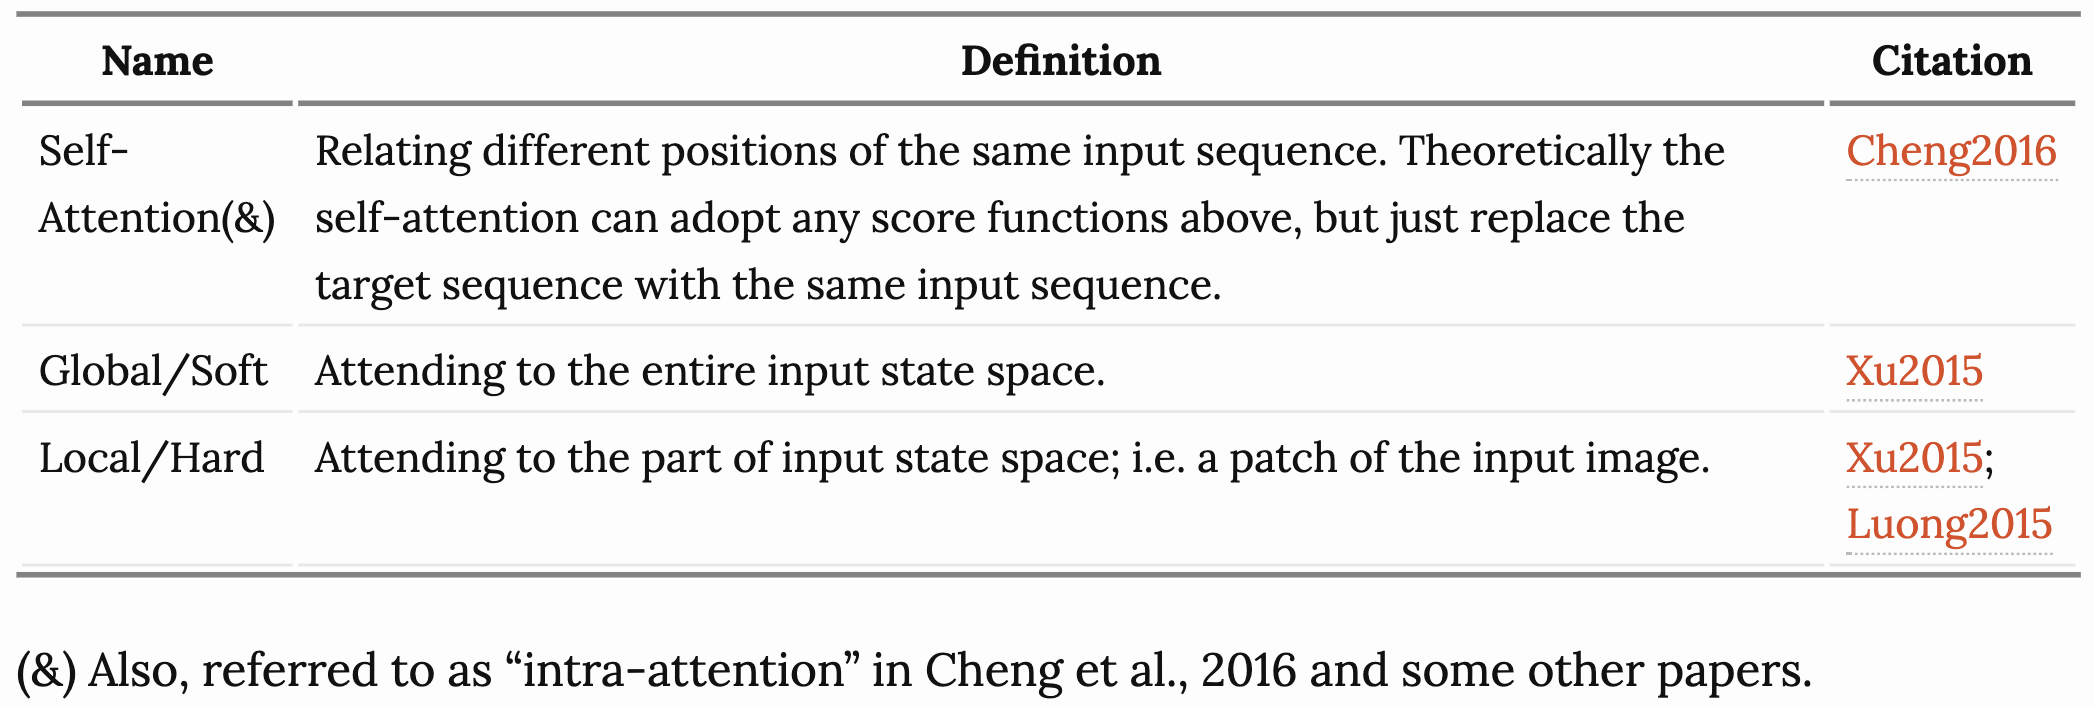 Name Definition Citation
Self- Relating different positions of the same input sequence. Theoretically the Cheng2016
Attention(&) self-attention can adopt any score functions above, but just replace the
target sequence with the same input sequence.
Global/Soft Attending to the entire input state space. Xu2015
Local/Hard Attending to the part of input state space; i.e. a patch of the input image. Xu2015;
Luong2015
(&) Also, referred to as “intra-attention” in Cheng et al., 2016 and some other papers.